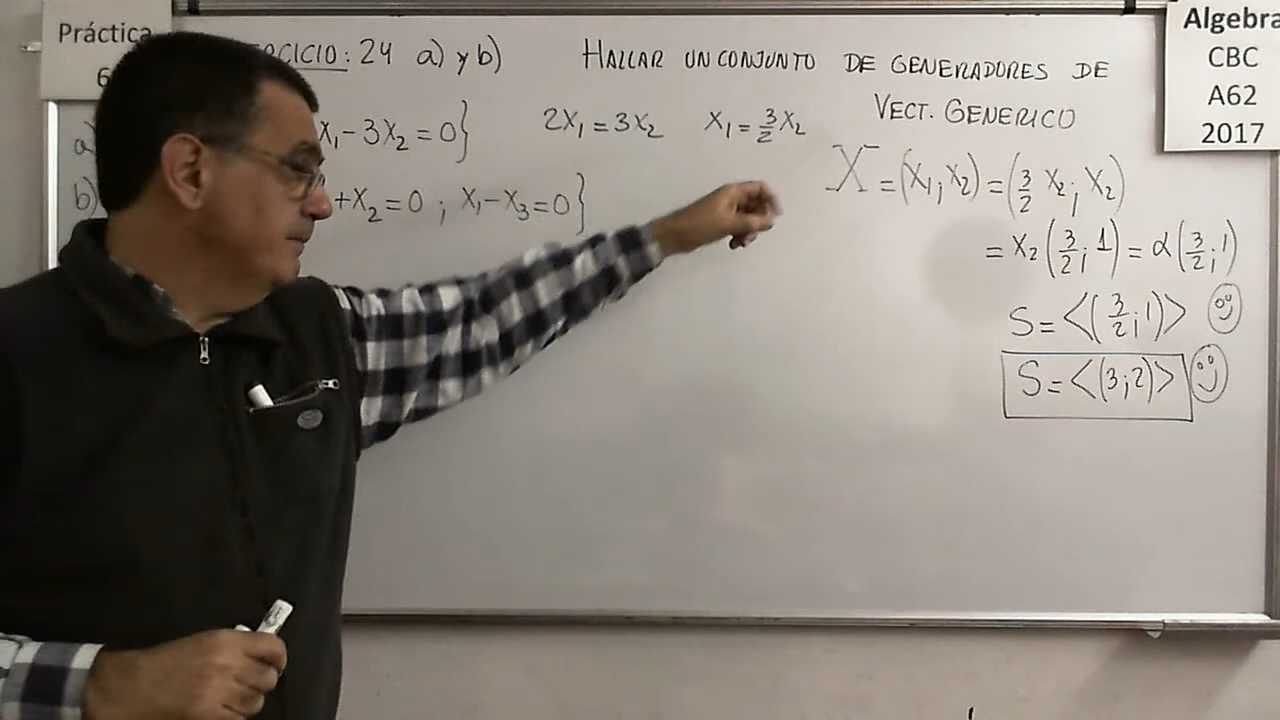 Práctica
6
RCICIO: 24 a) y b)
HALLAR UN CONJUNTO DE GENERADORES DE
a) X₁ - 3X₂ = 0}
2X₁ = 3X₂
X₁ = 3/2 X₂
VECT. GENERICO
b) +X₂ = 0 ; X₁ - X₃ = 0}
X = (X₁; X₂) = (3/2 X₂; X₂)
= X₂ (3/2; 1) = α (3/2; 1)
S = <(3/2; 1)>
S = <(3; 2)>
Algebra
CBC
A62
2017